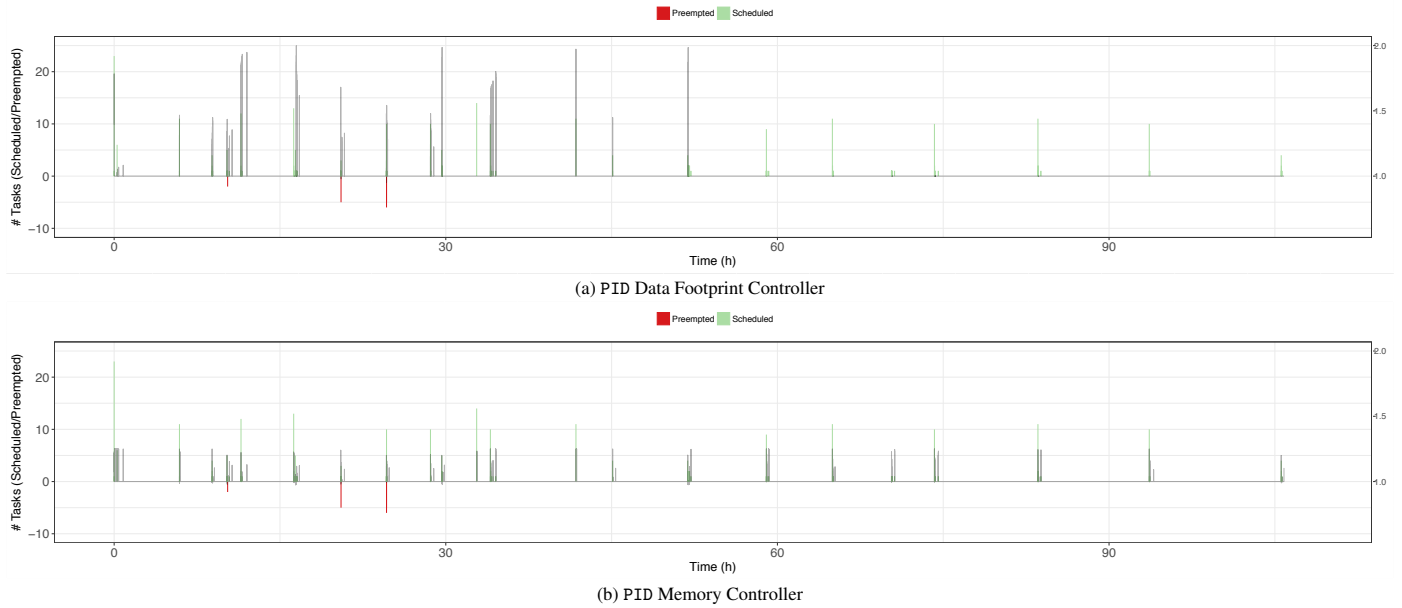 Preempted Scheduled
# Tasks (Scheduled/Preempted)
20
10
0
−10
2.0
1.5
1.0
0 30 60 90
Time (h)
(a) PID Data Footprint Controller
Preempted Scheduled
# Tasks (Scheduled/Preempted)
20
10
0
−10
2.0
1.5
1.0
0 30 60 90
Time (h)
(b) PID Memory Controller